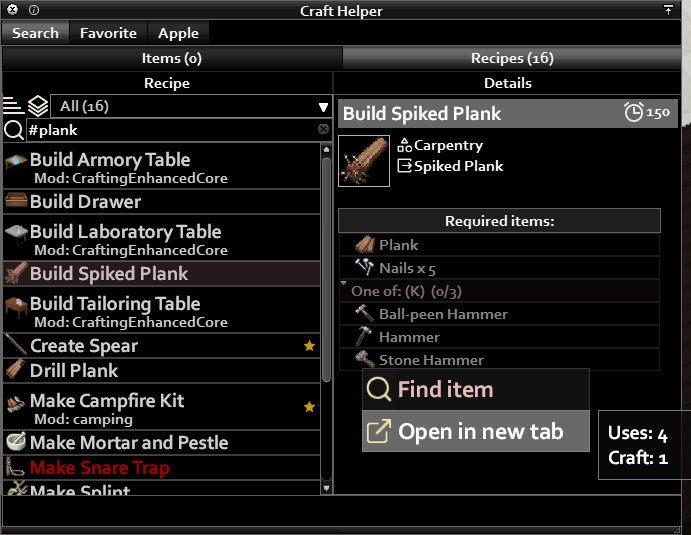 Craft Helper
Search Favorite Apple
Items (0) Recipes (16)
Recipe
All (16)
#plank
Build Armory Table
Mod: CraftingEnhancedCore
Build Drawer
Build Laboratory Table
Mod: CraftingEnhancedCore
Build Spiked Plank
Build Tailoring Table
Mod: CraftingEnhancedCore
Create Spear
Drill Plank
Make Campfire Kit
Mod: camping
Make Mortar and Pestle
Make Snare Trap
Make Splint
Details
Build Spiked Plank 150
Carpentry
Spiked Plank
Required items:
Plank
Nails x 5
One of: (K) (0/3)
Ball-peen Hammer
Hammer
Stone Hammer
Find item
Open in new tab
Uses: 4
Craft: 1